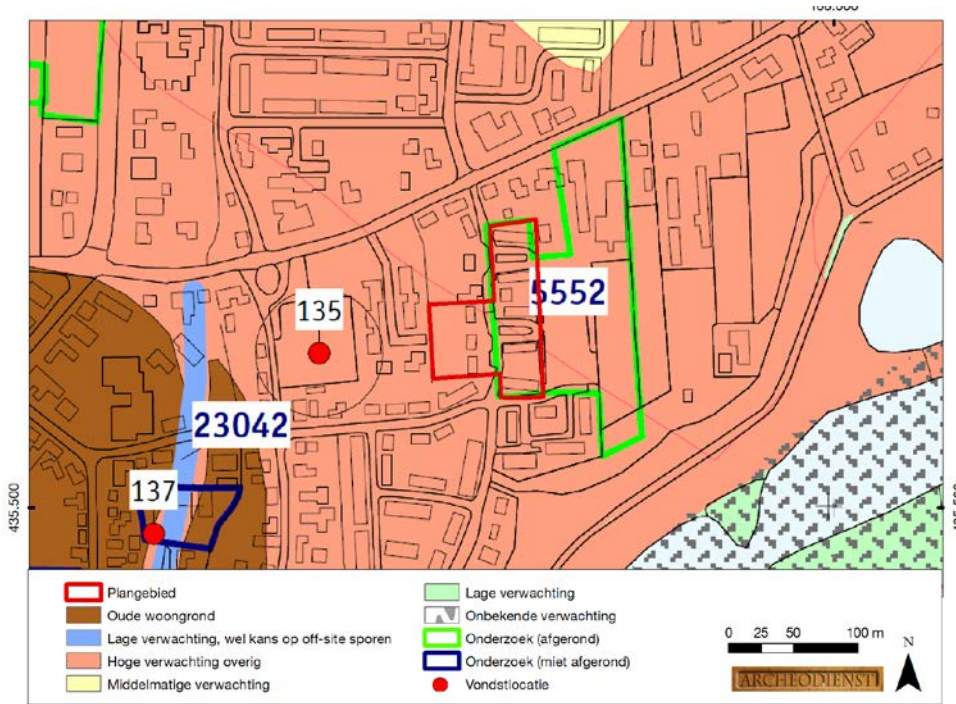 135
5552
23042
137
435.500
Plangebied
Oude woongrond
Lage verwachting, wel kans op off-site sporen
Hoge verwachting overig
Middelmatige verwachting
Lage verwachting
Onbekende verwachting
Onderzoek (afgerond)
Onderzoek (miet afgerond)
Vondstlocatie
0 25 50 100 m
N
ARCHEODIENST